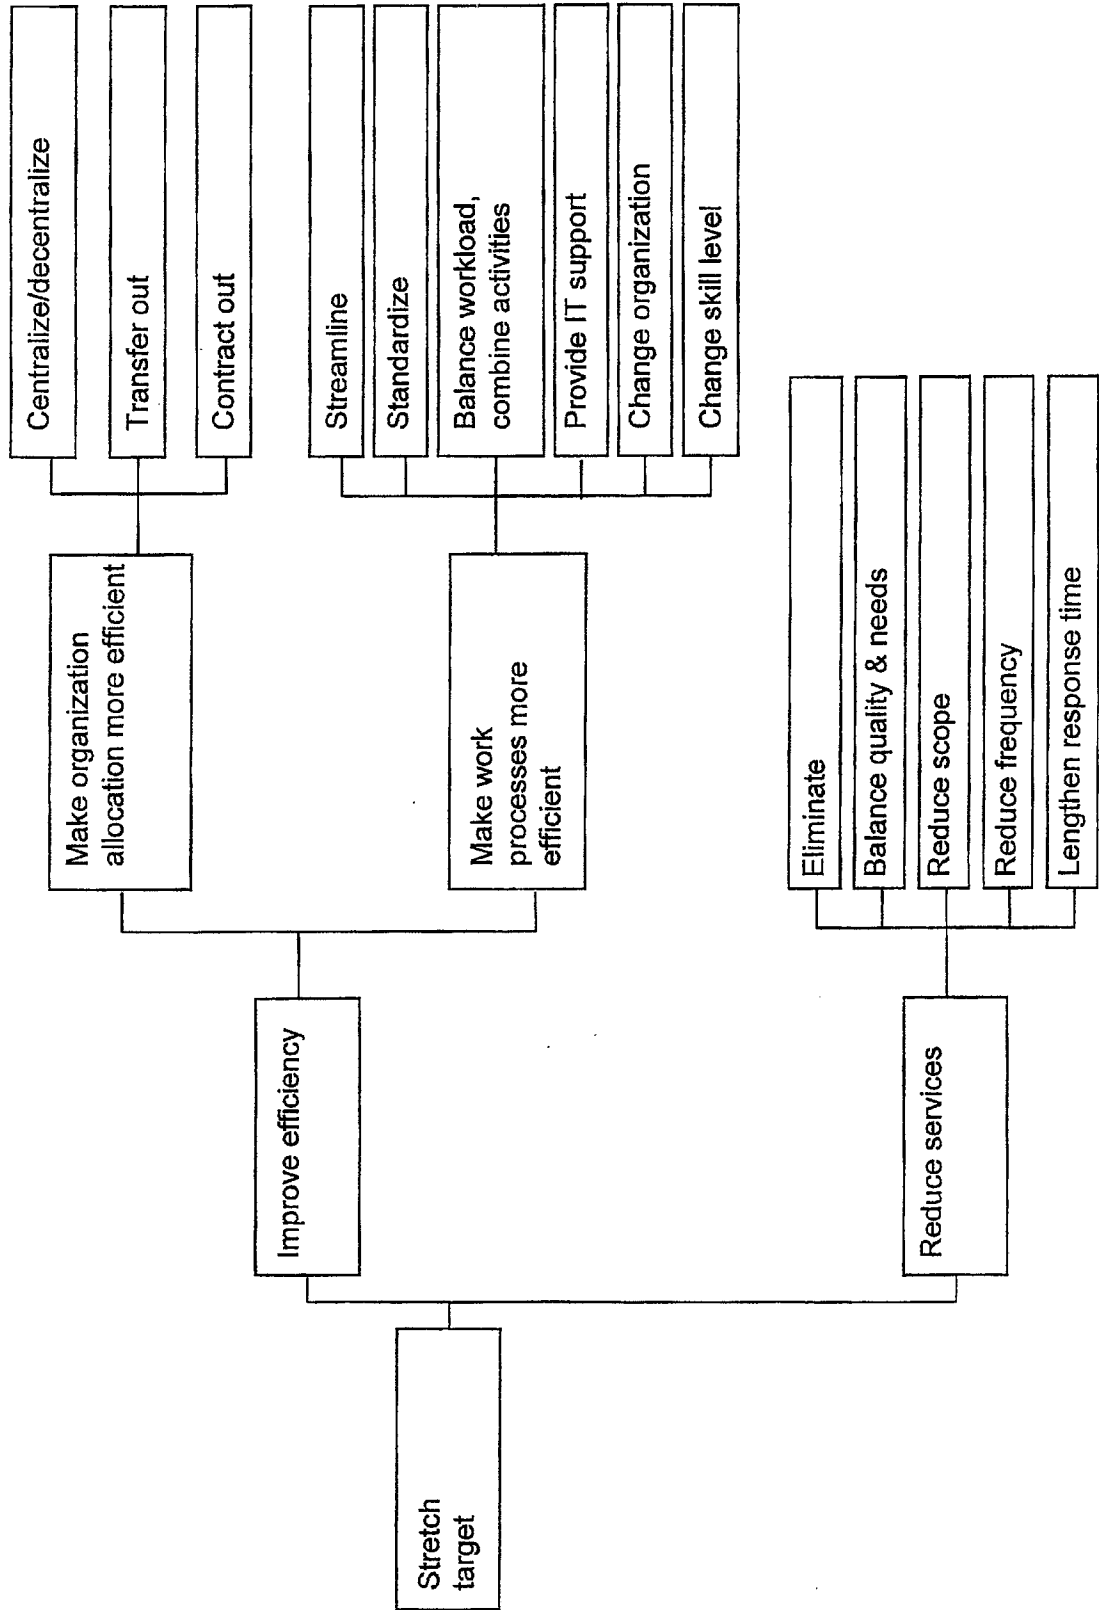 Stretch
target
Improve efficiency
Reduce services
Make organization
allocation more efficient
Make work
processes more
efficient
Centralize/decentralize
Transfer out
Contract out
Streamline
Standardize
Balance workload,
combine activities
Provide IT support
Change organization
Change skill level
Eliminate
Balance quality & needs
Reduce scope
Reduce frequency
Lengthen response time